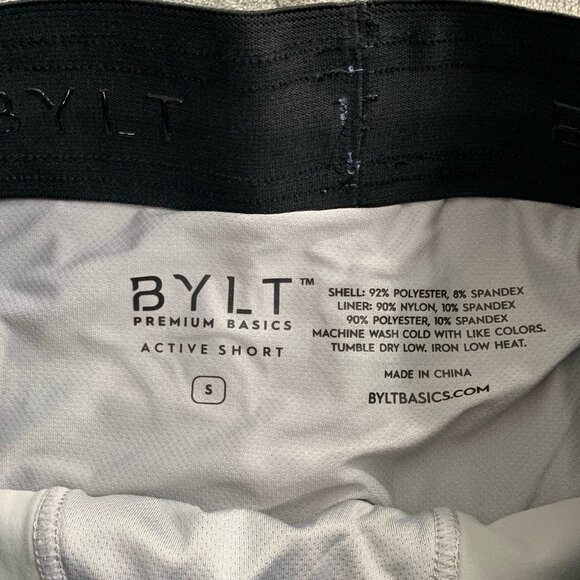 BYLT
BYLT™
PREMIUM BASICS
ACTIVE SHORT
S
SHELL: 92% POLYESTER, 8% SPANDEX
LINER: 90% NYLON, 10% SPANDEX
90% POLYESTER, 10% SPANDEX
MACHINE WASH COLD WITH LIKE COLORS.
TUMBLE DRY LOW. IRON LOW HEAT.
MADE IN CHINA
BYLTBASICS.COM